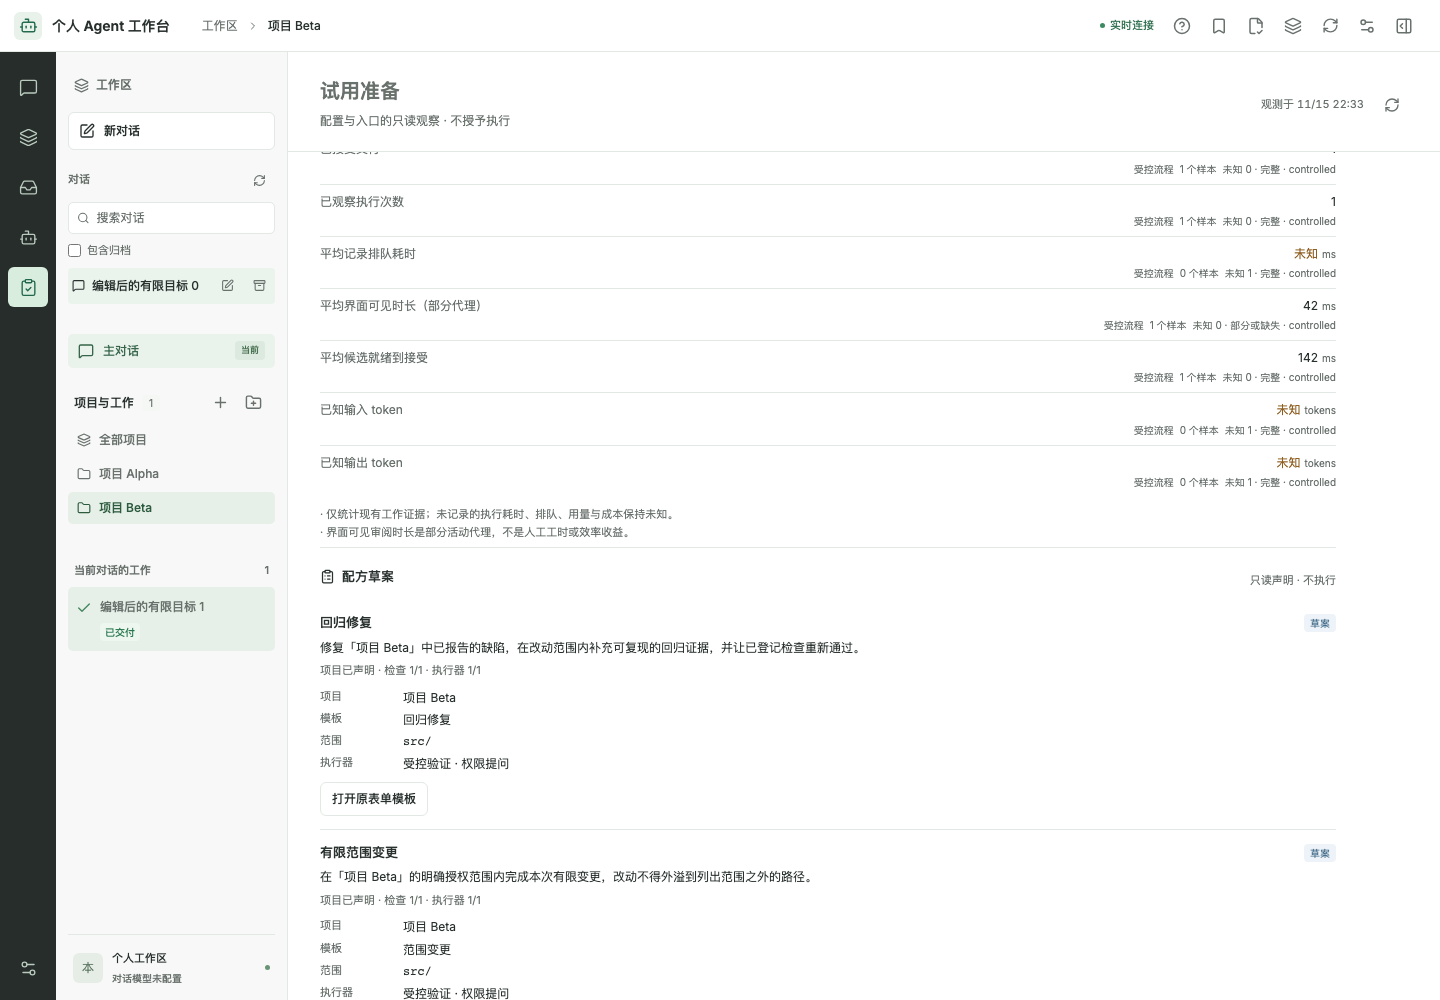 个人 Agent 工作台
工作区 > 项目 Beta
实时连接
工作区
新对话
对话
搜索对话
包含归档
编辑后的有限目标 0
主对话
当前
项目与工作 1
全部项目
项目 Alpha
项目 Beta
当前对话的工作 1
编辑后的有限目标 1
已交付
本
个人工作区
对话模型未配置
试用准备
配置与入口的只读观察 · 不授予执行
观测于 11/15 22:33
受控流程 1 个样本 未知 0 · 完整 · controlled
已观察执行次数 1
受控流程 1 个样本 未知 0 · 完整 · controlled
平均记录排队耗时 未知 ms
受控流程 0 个样本 未知 1 · 完整 · controlled
平均界面可见时长（部分代理） 42 ms
受控流程 1 个样本 未知 0 · 部分或缺失 · controlled
平均候选就绪到接受 142 ms
受控流程 1 个样本 未知 0 · 完整 · controlled
已知输入 token 未知 tokens
受控流程 0 个样本 未知 1 · 完整 · controlled
已知输出 token 未知 tokens
受控流程 0 个样本 未知 1 · 完整 · controlled
· 仅统计现有工作证据；未记录的执行耗时、排队、用量与成本保持未知。
· 界面可见审阅时长是部分活动代理，不是人工工时或效率收益。
配方草案 只读声明 · 不执行
回归修复 草案
修复「项目 Beta」中已报告的缺陷，在改动范围内补充可复现的回归证据，并让已登记检查重新通过。
项目已声明 · 检查 1/1 · 执行器 1/1
项目 项目 Beta
模板 回归修复
范围 src/
执行器 受控验证 · 权限提问
打开原表单模板
有限范围变更 草案
在「项目 Beta」的明确授权范围内完成本次有限变更，改动不得外溢到列出范围之外的路径。
项目已声明 · 检查 1/1 · 执行器 1/1
项目 项目 Beta
模板 范围变更
范围 src/
执行器 受控验证 · 权限提问